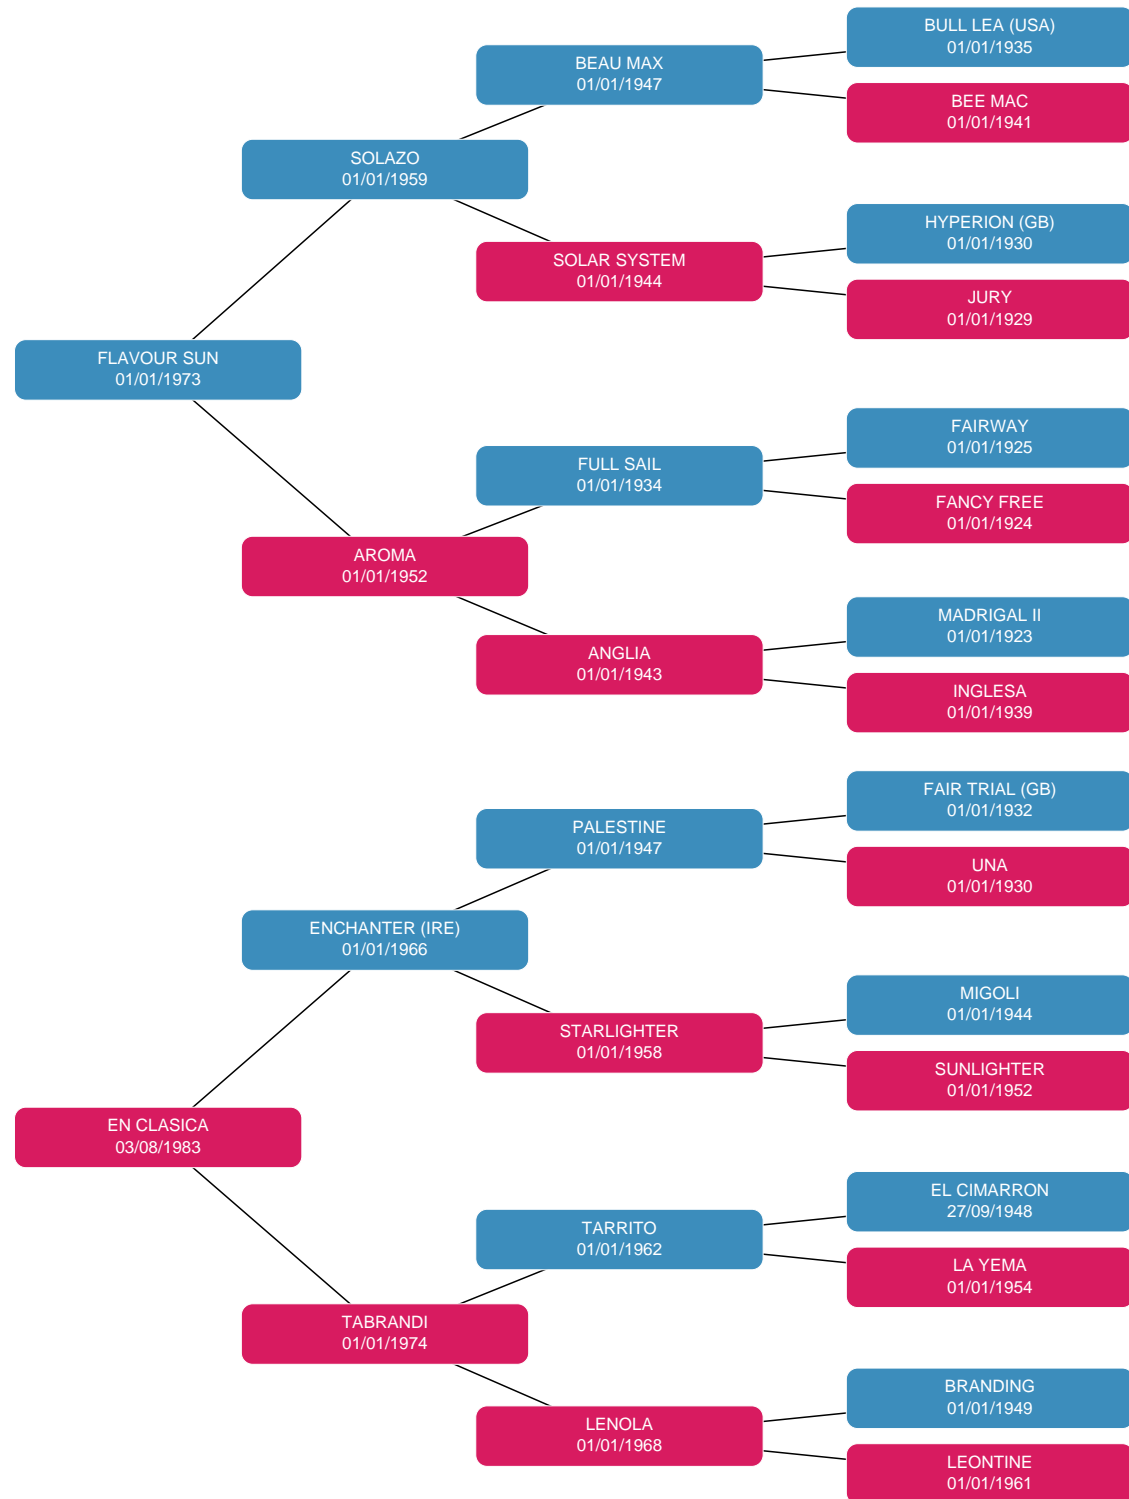 BULL LEA (USA)
01/01/1935
BEAU MAX
01/01/1947
BEE MAC
01/01/1941
SOLAZO
01/01/1959
HYPERION (GB)
01/01/1930
SOLAR SYSTEM
01/01/1944
JURY
01/01/1929
FLAVOUR SUN
01/01/1973
FAIRWAY
01/01/1925
FULL SAIL
01/01/1934
FANCY FREE
01/01/1924
AROMA
01/01/1952
MADRIGAL II
01/01/1923
ANGLIA
01/01/1943
INGLESA
01/01/1939
FAIR TRIAL (GB)
01/01/1932
PALESTINE
01/01/1947
UNA
01/01/1930
ENCHANTER (IRE)
01/01/1966
MIGOLI
01/01/1944
STARLIGHTER
01/01/1958
SUNLIGHTER
01/01/1952
EN CLASICA
03/08/1983
EL CIMARRON
27/09/1948
TARRITO
01/01/1962
LA YEMA
01/01/1954
TABRANDI
01/01/1974
BRANDING
01/01/1949
LENOLA
01/01/1968
LEONTINE
01/01/1961